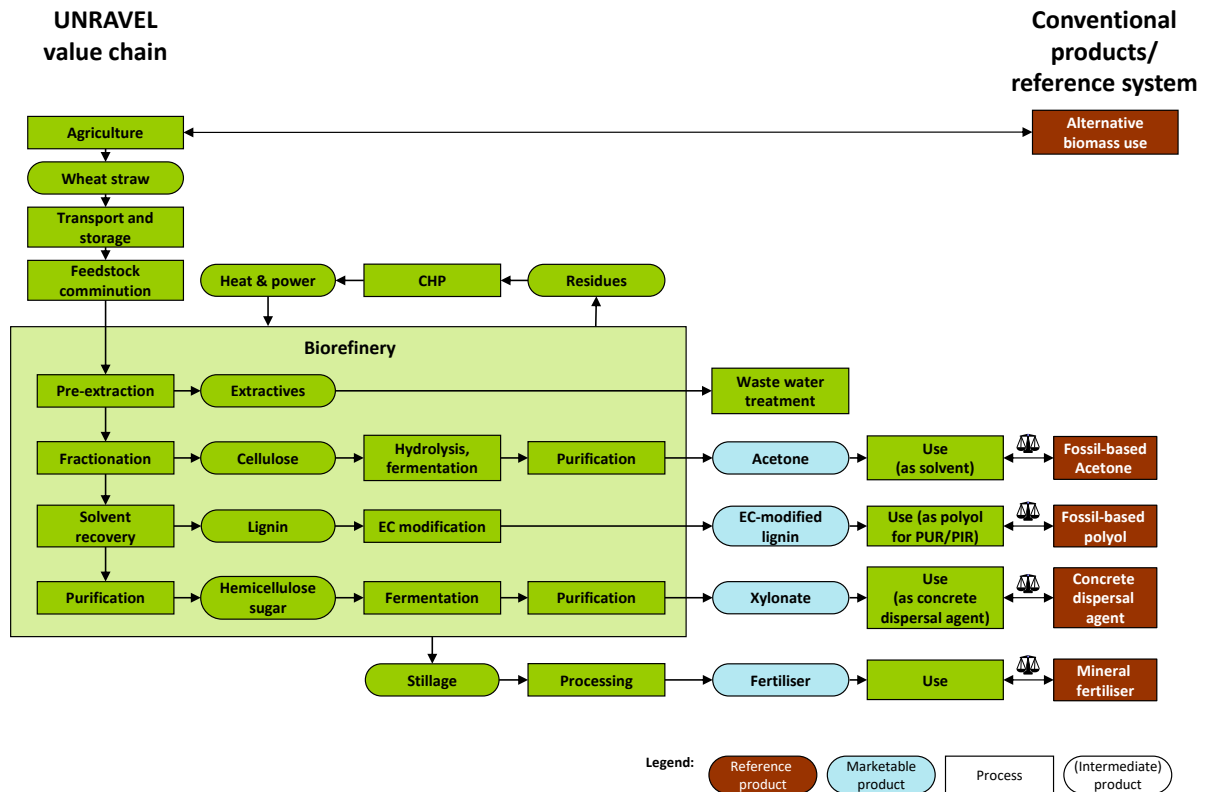 UNRAVEL
value chain
Conventional
products/
reference system
Agriculture
Alternative
biomass use
Wheat straw
Transport and
storage
Feedstock
comminution
Heat & power
CHP
Residues
Biorefinery
Pre-extraction
Extractives
Waste water
treatment
Fractionation
Cellulose
Hydrolysis,
fermentation
Purification
Acetone
Use
(as solvent)
Fossil-based
Acetone
Solvent
recovery
Lignin
EC modification
EC-modified
lignin
Use (as polyol
for PUR/PIR)
Fossil-based
polyol
Purification
Hemicellulose
sugar
Fermentation
Purification
Xylonate
Use
(as concrete
dispersal agent)
Concrete
dispersal
agent
Stillage
Processing
Fertiliser
Use
Mineral
fertiliser
Legend:
Reference
product
Marketable
product
Process
(Intermediate)
product